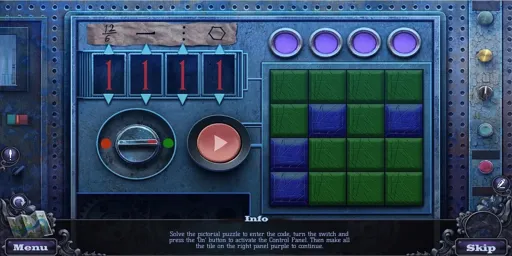 12
6
1 1 1 1
Info
Solve the pictorial puzzle to enter the code, turn the switch and
press the 'On' button to activate the Control Panel. Then make all
the tile on the right panel purple to continue.
Menu
Skip